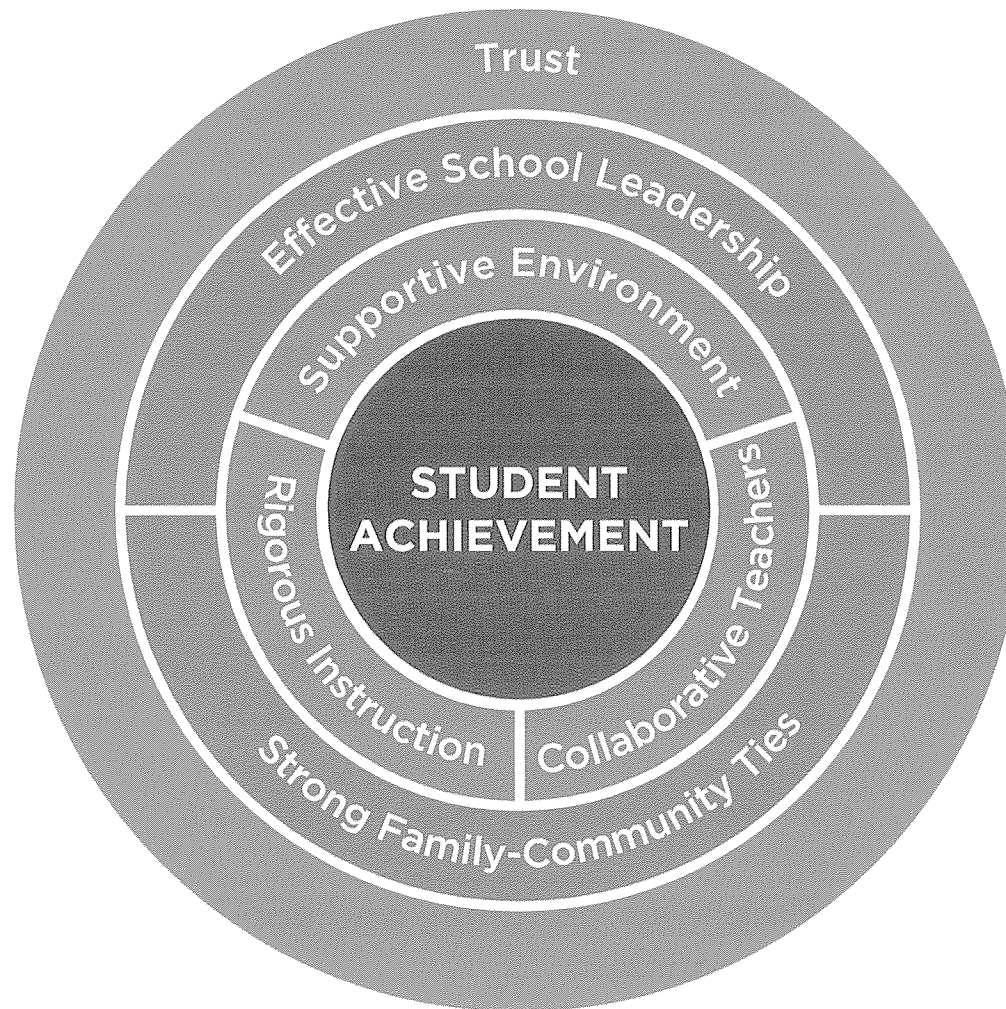 Trust
Effective School Leadership
Supportive Environment
STUDENT
ACHIEVEMENT
Rigorous Instruction
Collaborative Teachers
Strong Family-Community Ties